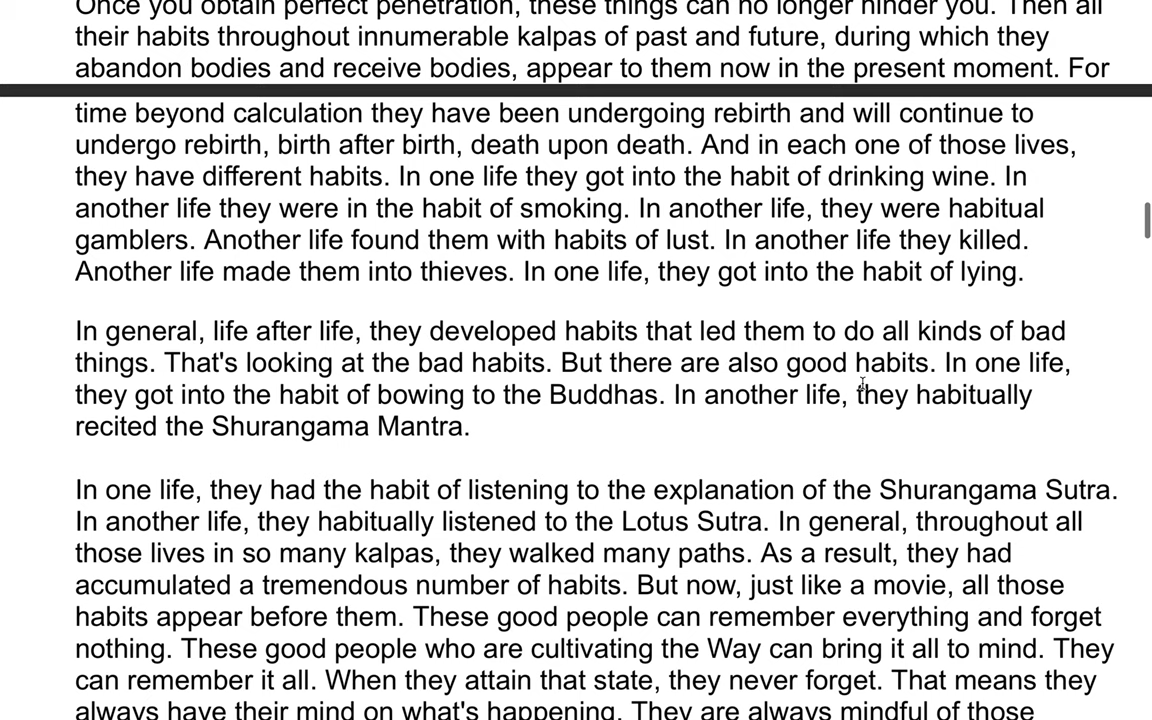 Once you obtain perfect penetration, these things can no longer hinder you. Then all
their habits throughout innumerable kalpas of past and future, during which they
abandon bodies and receive bodies, appear to them now in the present moment. For
time beyond calculation they have been undergoing rebirth and will continue to
undergo rebirth, birth after birth, death upon death. And in each one of those lives,
they have different habits. In one life they got into the habit of drinking wine. In
another life they were in the habit of smoking. In another life, they were habitual
gamblers. Another life found them with habits of lust. In another life they killed.
Another life made them into thieves. In one life, they got into the habit of lying.
In general, life after life, they developed habits that led them to do all kinds of bad
things. That's looking at the bad habits. But there are also good habits. In one life,
they got into the habit of bowing to the Buddhas. In another life, they habitually
recited the Shurangama Mantra.
In one life, they had the habit of listening to the explanation of the Shurangama Sutra.
In another life, they habitually listened to the Lotus Sutra. In general, throughout all
those lives in so many kalpas, they walked many paths. As a result, they had
accumulated a tremendous number of habits. But now, just like a movie, all those
habits appear before them. These good people can remember everything and forget
nothing. These good people who are cultivating the Way can bring it all to mind. They
can remember it all. When they attain that state, they never forget. That means they
always have their mind on what's happening. They are always mindful of those